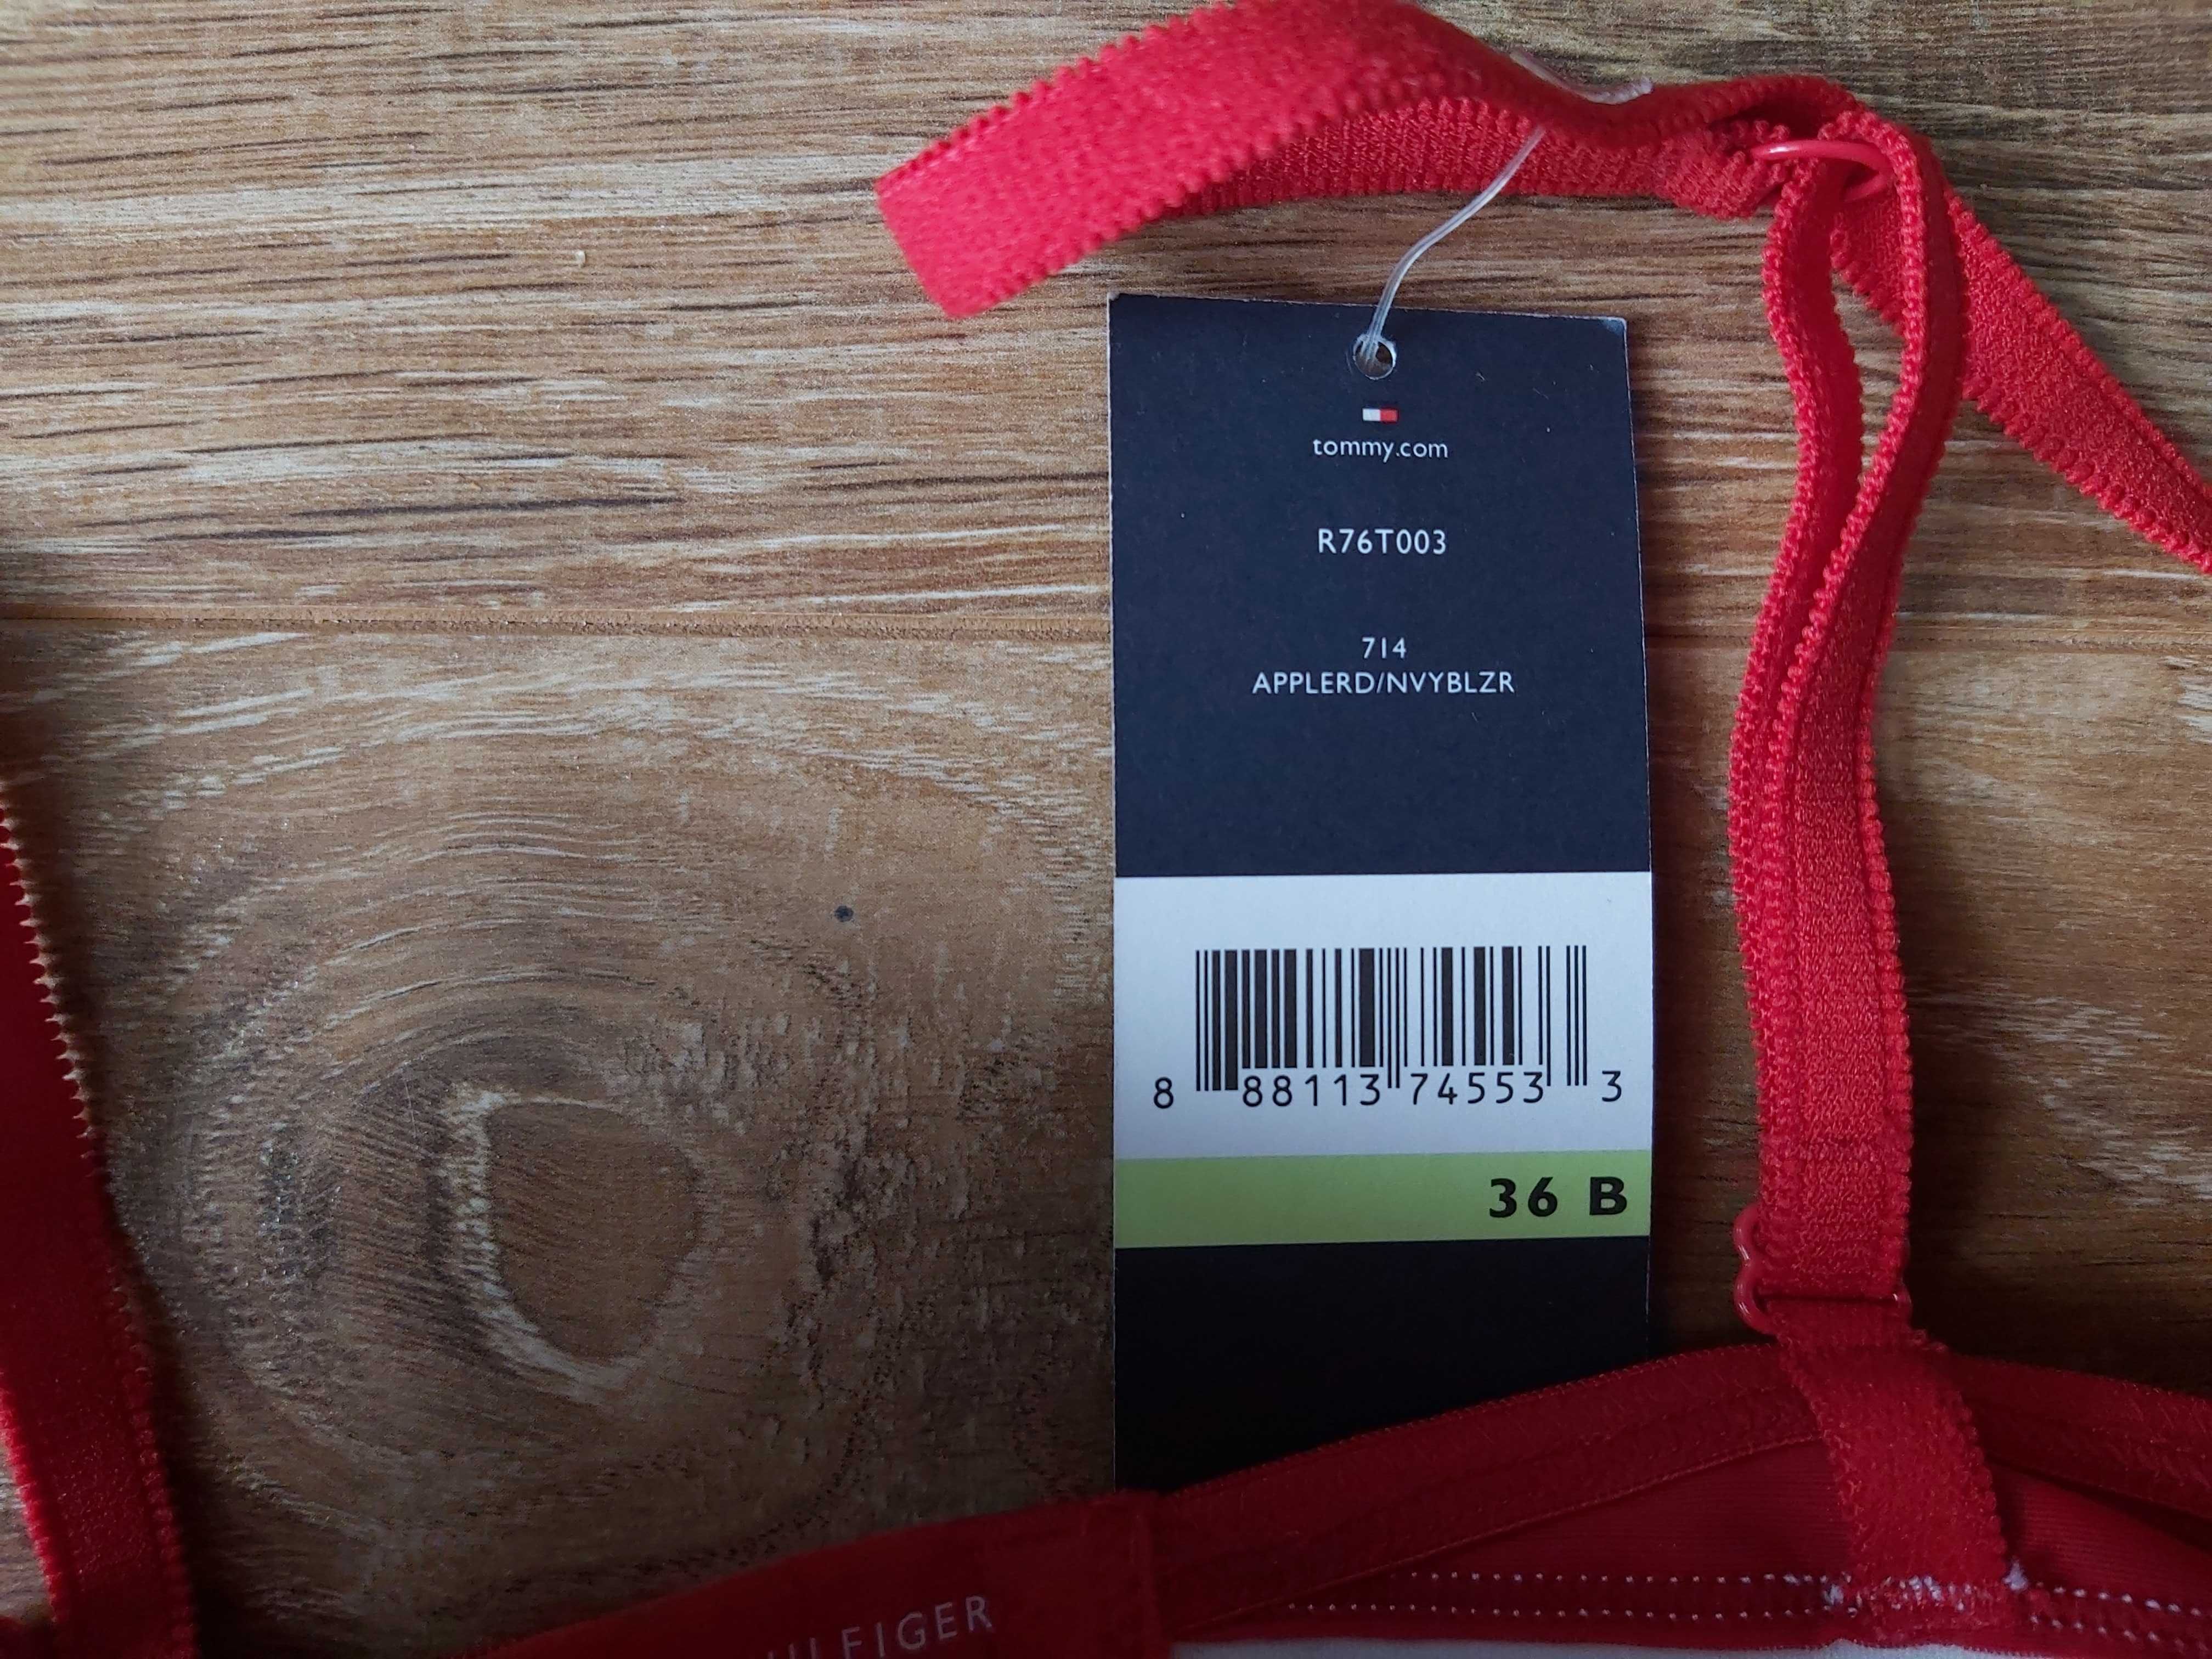 tommy.com
R76T003
714
APPLERD/NVYBLZR
8 88113 74553 3
36 B
HILFIGER